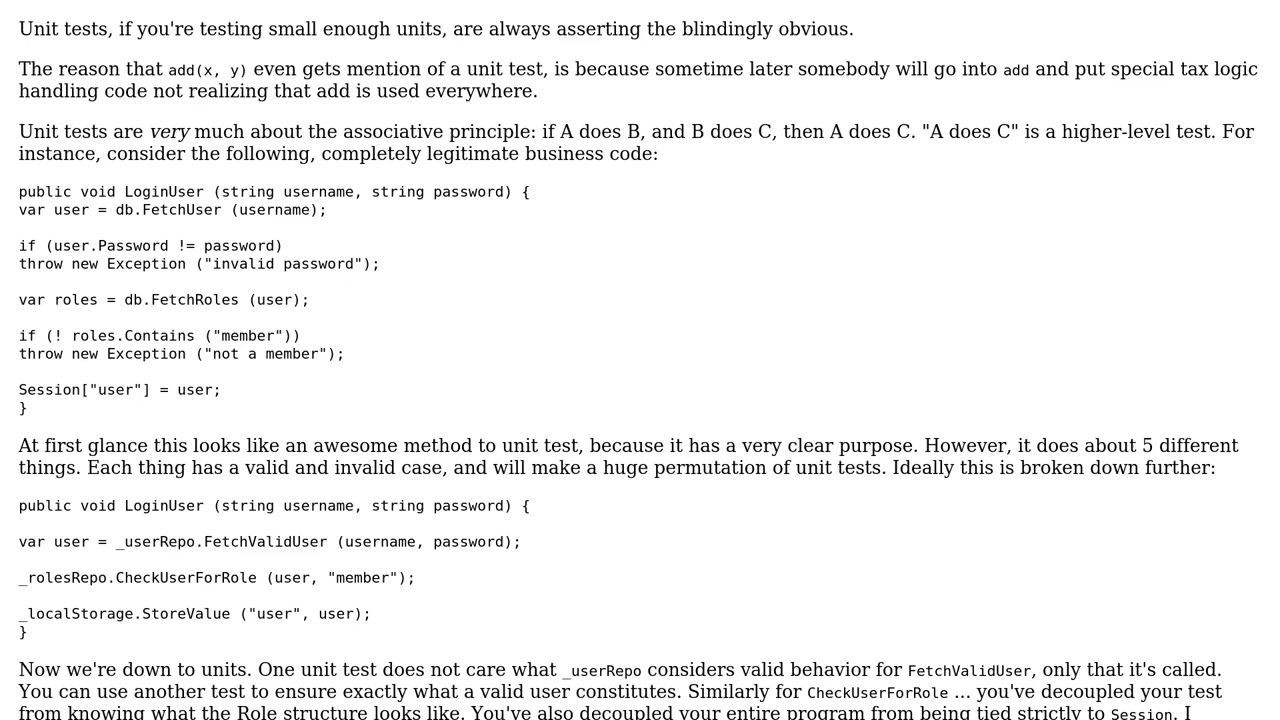 Unit tests, if you're testing small enough units, are always asserting the blindingly obvious.
The reason that add(x, y) even gets mention of a unit test, is because sometime later somebody will go into add and put special tax logic
handling code not realizing that add is used everywhere.
Unit tests are very much about the associative principle: if A does B, and B does C, then A does C. "A does C" is a higher-level test. For
instance, consider the following, completely legitimate business code:
public void LoginUser (string username, string password) {
var user = db.FetchUser (username);
if (user.Password != password)
throw new Exception ("invalid password");
var roles = db.FetchRoles (user);
if (! roles.Contains ("member"))
throw new Exception ("not a member");
Session["user"] = user;
}
At first glance this looks like an awesome method to unit test, because it has a very clear purpose. However, it does about 5 different
things. Each thing has a valid and invalid case, and will make a huge permutation of unit tests. Ideally this is broken down further:
public void LoginUser (string username, string password) {
var user = _userRepo.FetchValidUser (username, password);
_rolesRepo.CheckUserForRole (user, "member");
_localStorage.StoreValue ("user", user);
}
Now we're down to units. One unit test does not care what _userRepo considers valid behavior for FetchValidUser, only that it's called.
You can use another test to ensure exactly what a valid user constitutes. Similarly for CheckUserForRole ... you've decoupled your test
from knowing what the Role structure looks like. You've also decoupled your entire program from being tied strictly to Session. I